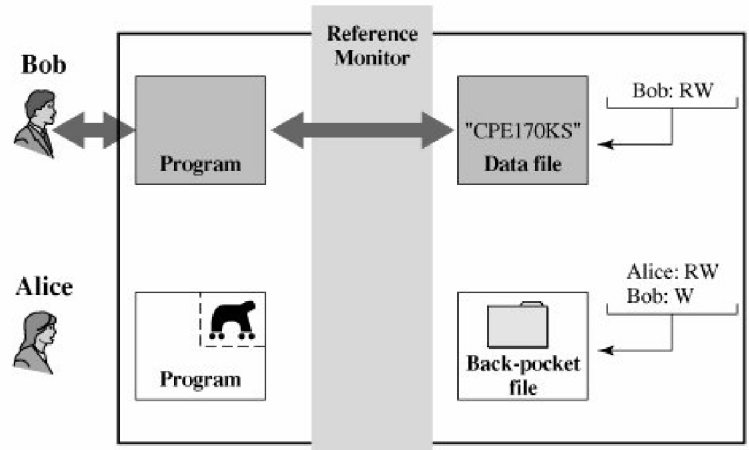 Reference
Monitor
Bob
Program
"CPE170KS"
Data file
Bob: RW
Alice
Program
Back-pocket
file
Alice: RW
Bob: W